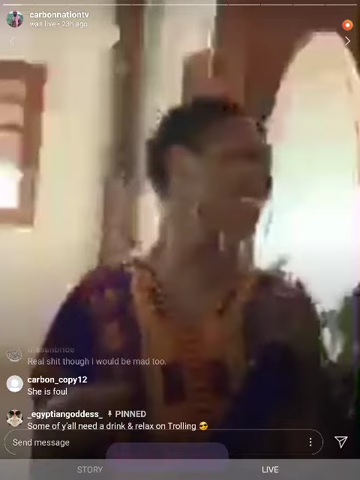 carbonnationtv
was live • 23h ago
Real shit though I would be mad too.
carbon_copy12
She is foul
_egyptiangoddess_ PINNED
Some of y'all need a drink & relax on Trolling 😎
Send message
STORY LIVE